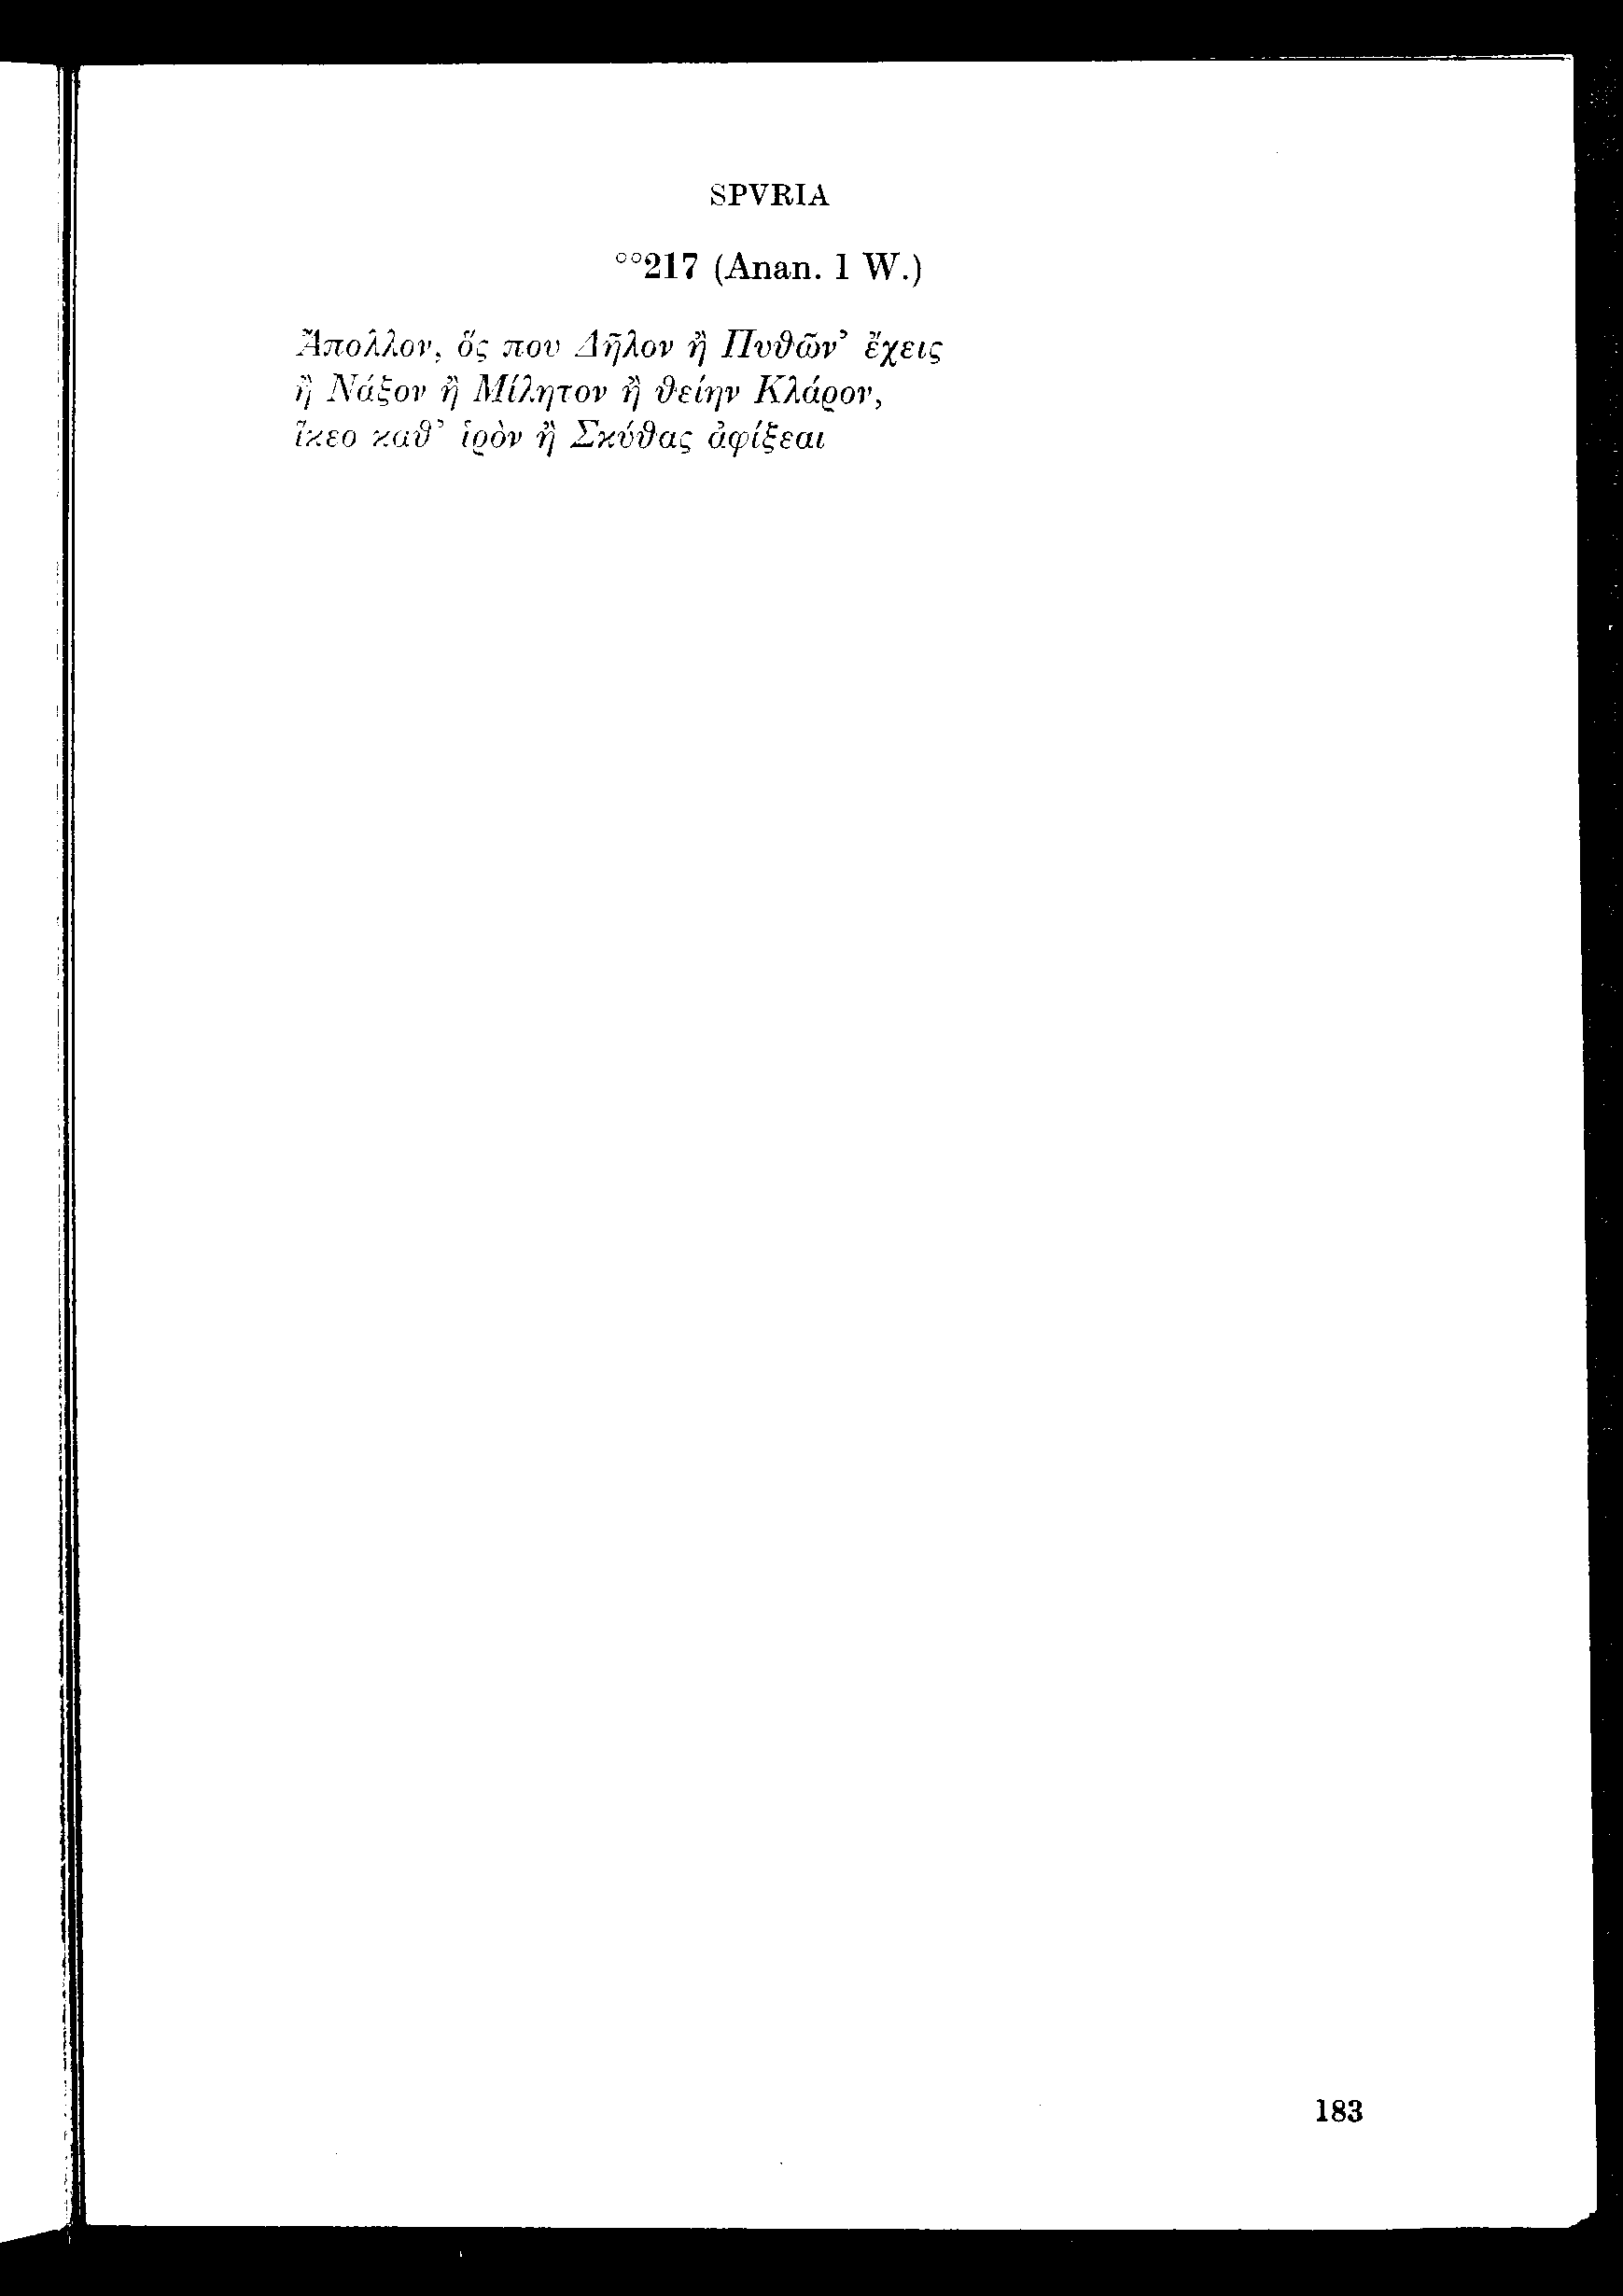 SPVRIA
°°217 (Anan. 1 W.)
Ἄπολλον, ὅς που Δῆλον ἢ Πυθῶν’ ἔχεις
ἢ Νάξον ἢ Μίλητον ἢ θείην Κλάρον,
ἵκεο καθ’ ἱρὸν ἢ Σκύθας ἀφίξεαι
183